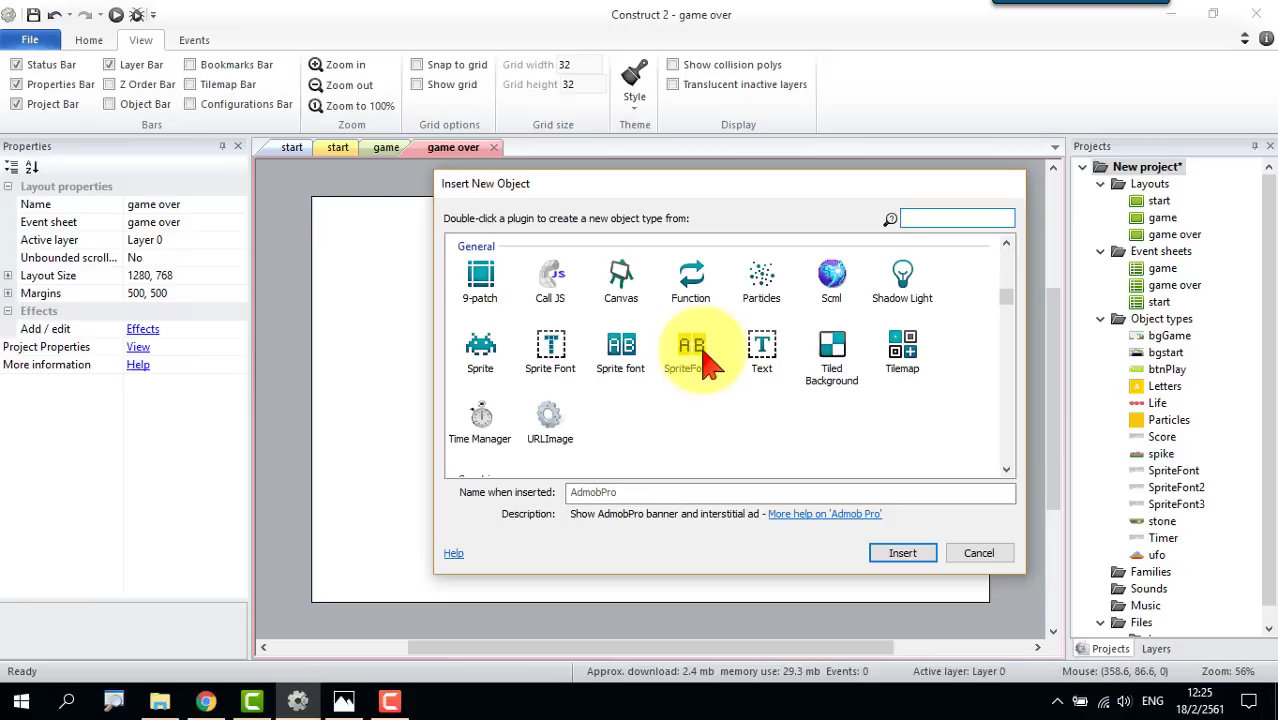 Construct 2 - game over
File
Home
View
Events
Status Bar
Layer Bar
Bookmarks Bar
Properties Bar
Z Order Bar
Tilemap Bar
Project Bar
Object Bar
Configurations Bar
Bars
Zoom in
Zoom out
Zoom to 100%
Zoom
Snap to grid
Show grid
Grid options
Grid width 32
Grid height 32
Grid size
Style
Theme
Show collision polys
Translucent inactive layers
Display
Properties
Layout properties
Name game over
Event sheet game over
Active layer Layer 0
Unbounded scroll... No
Layout Size 1280, 768
Margins 500, 500
Effects
Add / edit Effects
Project Properties View
More information Help
start
start
game
game over
Insert New Object
Double-click a plugin to create a new object type from:
General
9-patch
Call JS
Canvas
Function
Particles
Scml
Shadow Light
Sprite
Sprite Font
Sprite font
Text
Tiled Background
Tilemap
Time Manager
URLImage
Name when inserted: AdmobPro
Description: Show AdmobPro banner and interstitial ad - More help on 'Admob Pro'
Help
Insert
Cancel
Projects
New project*
Layouts
start
game
game over
Event sheets
game
game over
start
Object types
bgGame
bgstart
btnPlay
Letters
Life
Particles
Score
spike
SpriteFont
SpriteFont2
SpriteFont3
stone
Timer
ufo
Families
Sounds
Music
Files
Projects
Layers
Ready
Approx. download: 2.4 mb memory use: 29.3 mb Events: 0
Active layer: Layer 0
Mouse: (358.6, 86.6, 0)
Zoom: 56%
ENG
12:25
18/2/2561